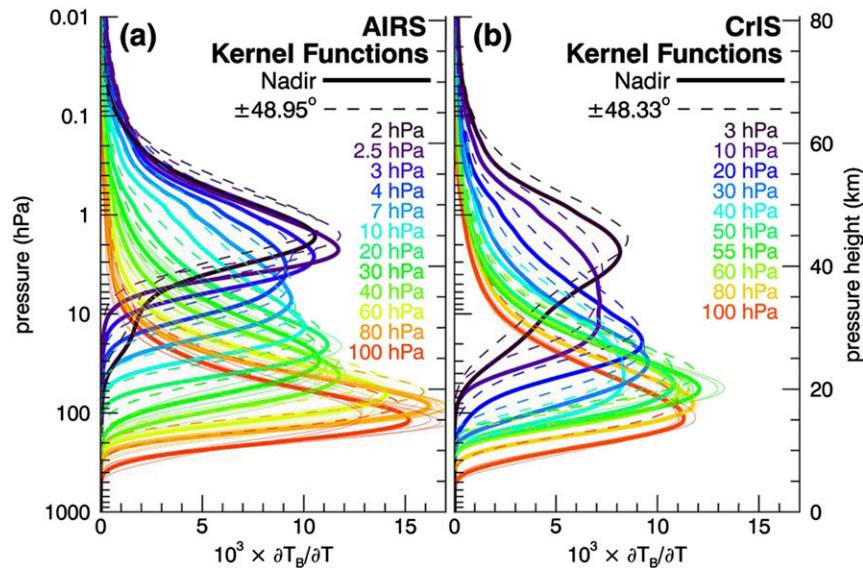 (a)
AIRS
Kernel Functions
Nadir
±48.95°
2 hPa
2.5 hPa
3 hPa
4 hPa
7 hPa
10 hPa
20 hPa
30 hPa
40 hPa
60 hPa
80 hPa
100 hPa
0.01
0.1
1
10
100
1000
pressure (hPa)
0
5
10
15
10³ × ∂T_B/∂T
(b)
CrIS
Kernel Functions
Nadir
±48.33°
3 hPa
10 hPa
20 hPa
30 hPa
40 hPa
50 hPa
55 hPa
60 hPa
80 hPa
100 hPa
80
60
40
20
0
pressure height (km)
0
5
10
15
10³ × ∂T_B/∂T